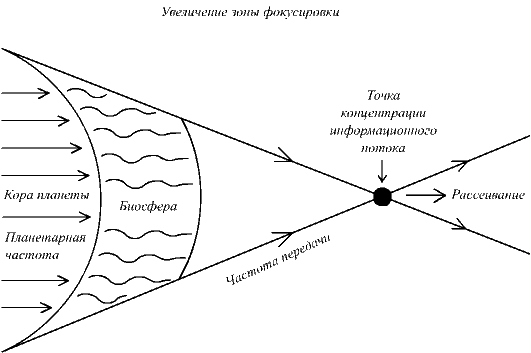 Увеличение зоны фокусировки
Точка
концентрации
информационного
потока
Кора планеты
Биосфера
Рассеивание
Планетарная
частота
Частота передачи